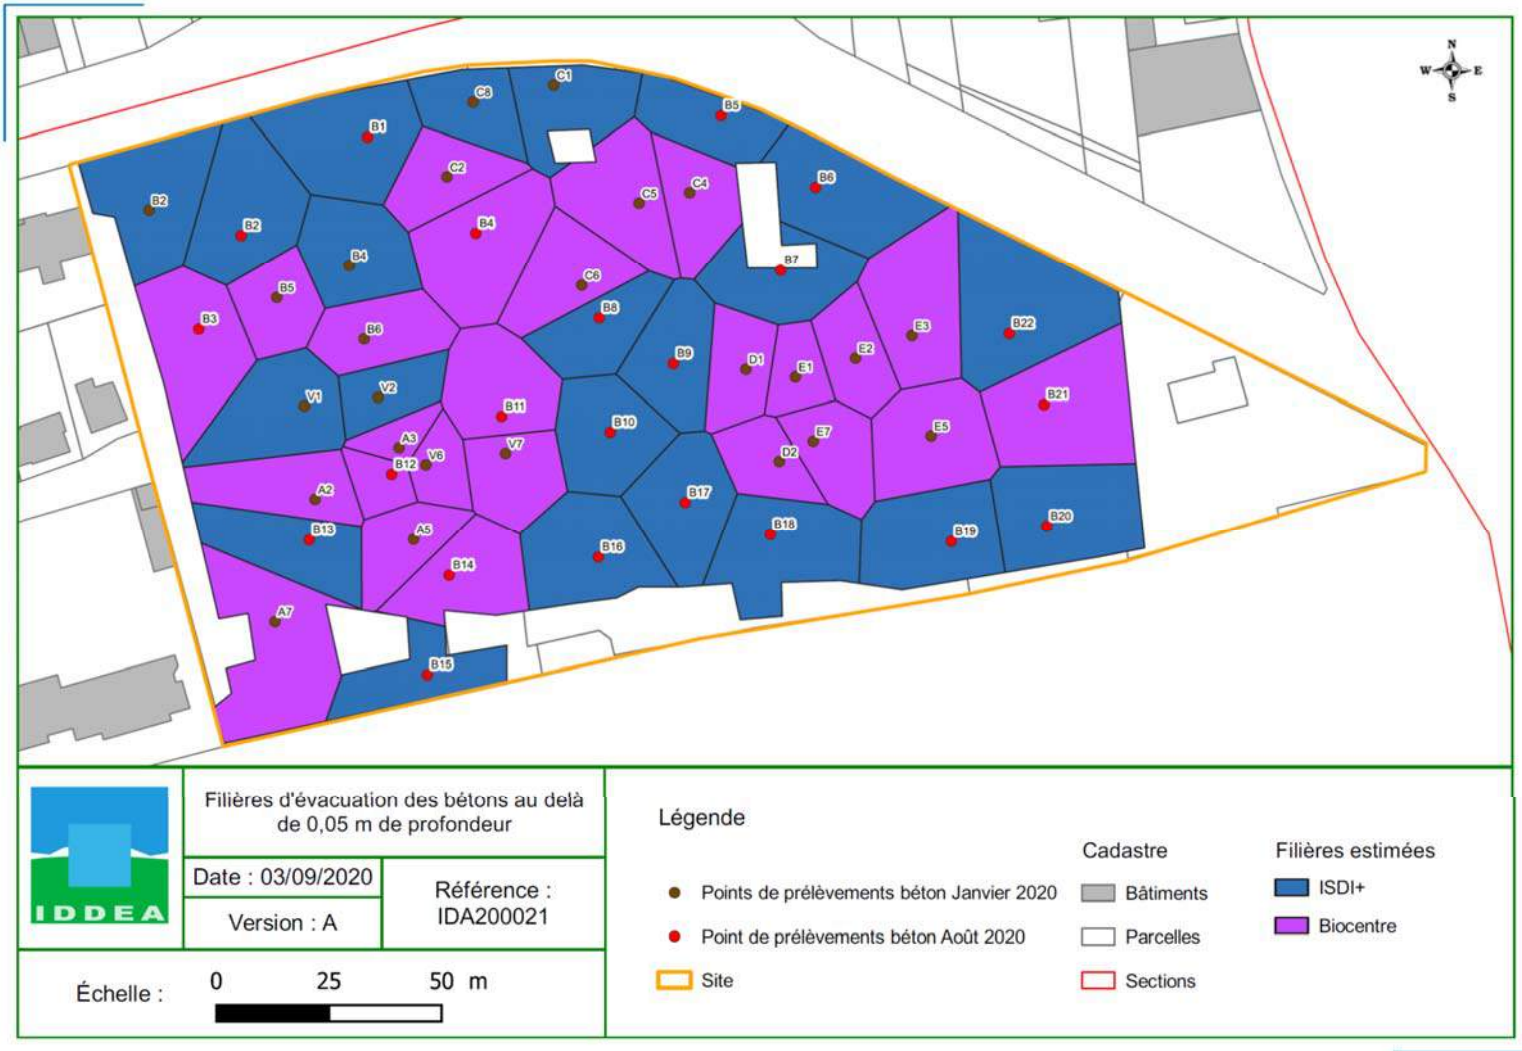 N
W E
S
C1
C8
B5
B1
C2
B6
C5
C4
B2
B2
B4
B4
B7
C6
B5
B3
B8
B22
E3
B6
B9
E2
D1
E1
V2
V1
B21
B11
B10
E5
A3
V7
E7
B12
V6
D2
A2
B17
B20
B18
B13
A5
B19
B16
B14
A7
B15
IDDEA
Filières d'évacuation des bétons au delà
de 0,05 m de profondeur
Date : 03/09/2020
Version : A
Référence :
IDA200021
Échelle :
0 25 50 m
Légende
Points de prélèvements béton Janvier 2020
Point de prélèvements béton Août 2020
Site
Cadastre
Bâtiments
Parcelles
Sections
Filières estimées
ISDI+
Biocentre